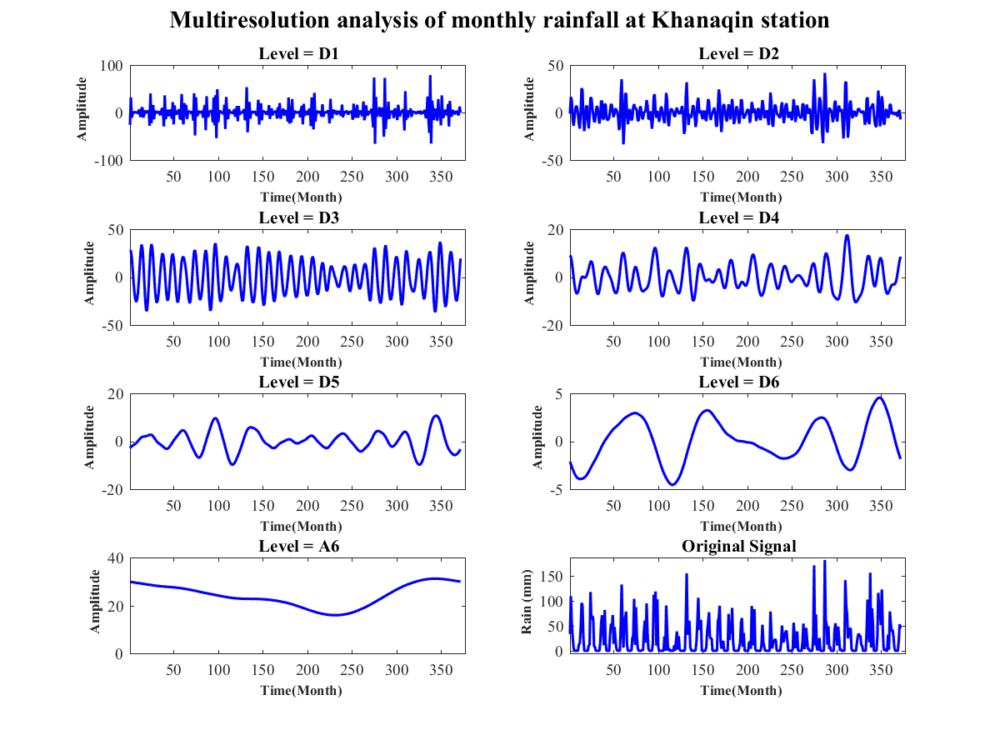 Multiresolution analysis of monthly rainfall at Khanaqin station
Level = D1
100
0
-100
Amplitude
50 100 150 200 250 300 350
Time(Month)
Level = D2
50
0
-50
Amplitude
50 100 150 200 250 300 350
Time(Month)
Level = D3
50
0
-50
Amplitude
50 100 150 200 250 300 350
Time(Month)
Level = D4
20
0
-20
Amplitude
50 100 150 200 250 300 350
Time(Month)
Level = D5
20
0
-20
Amplitude
50 100 150 200 250 300 350
Time(Month)
Level = D6
5
0
-5
Amplitude
50 100 150 200 250 300 350
Time(Month)
Level = A6
40
20
0
Amplitude
50 100 150 200 250 300 350
Time(Month)
Original Signal
150
100
50
0
Rain (mm)
50 100 150 200 250 300 350
Time(Month)